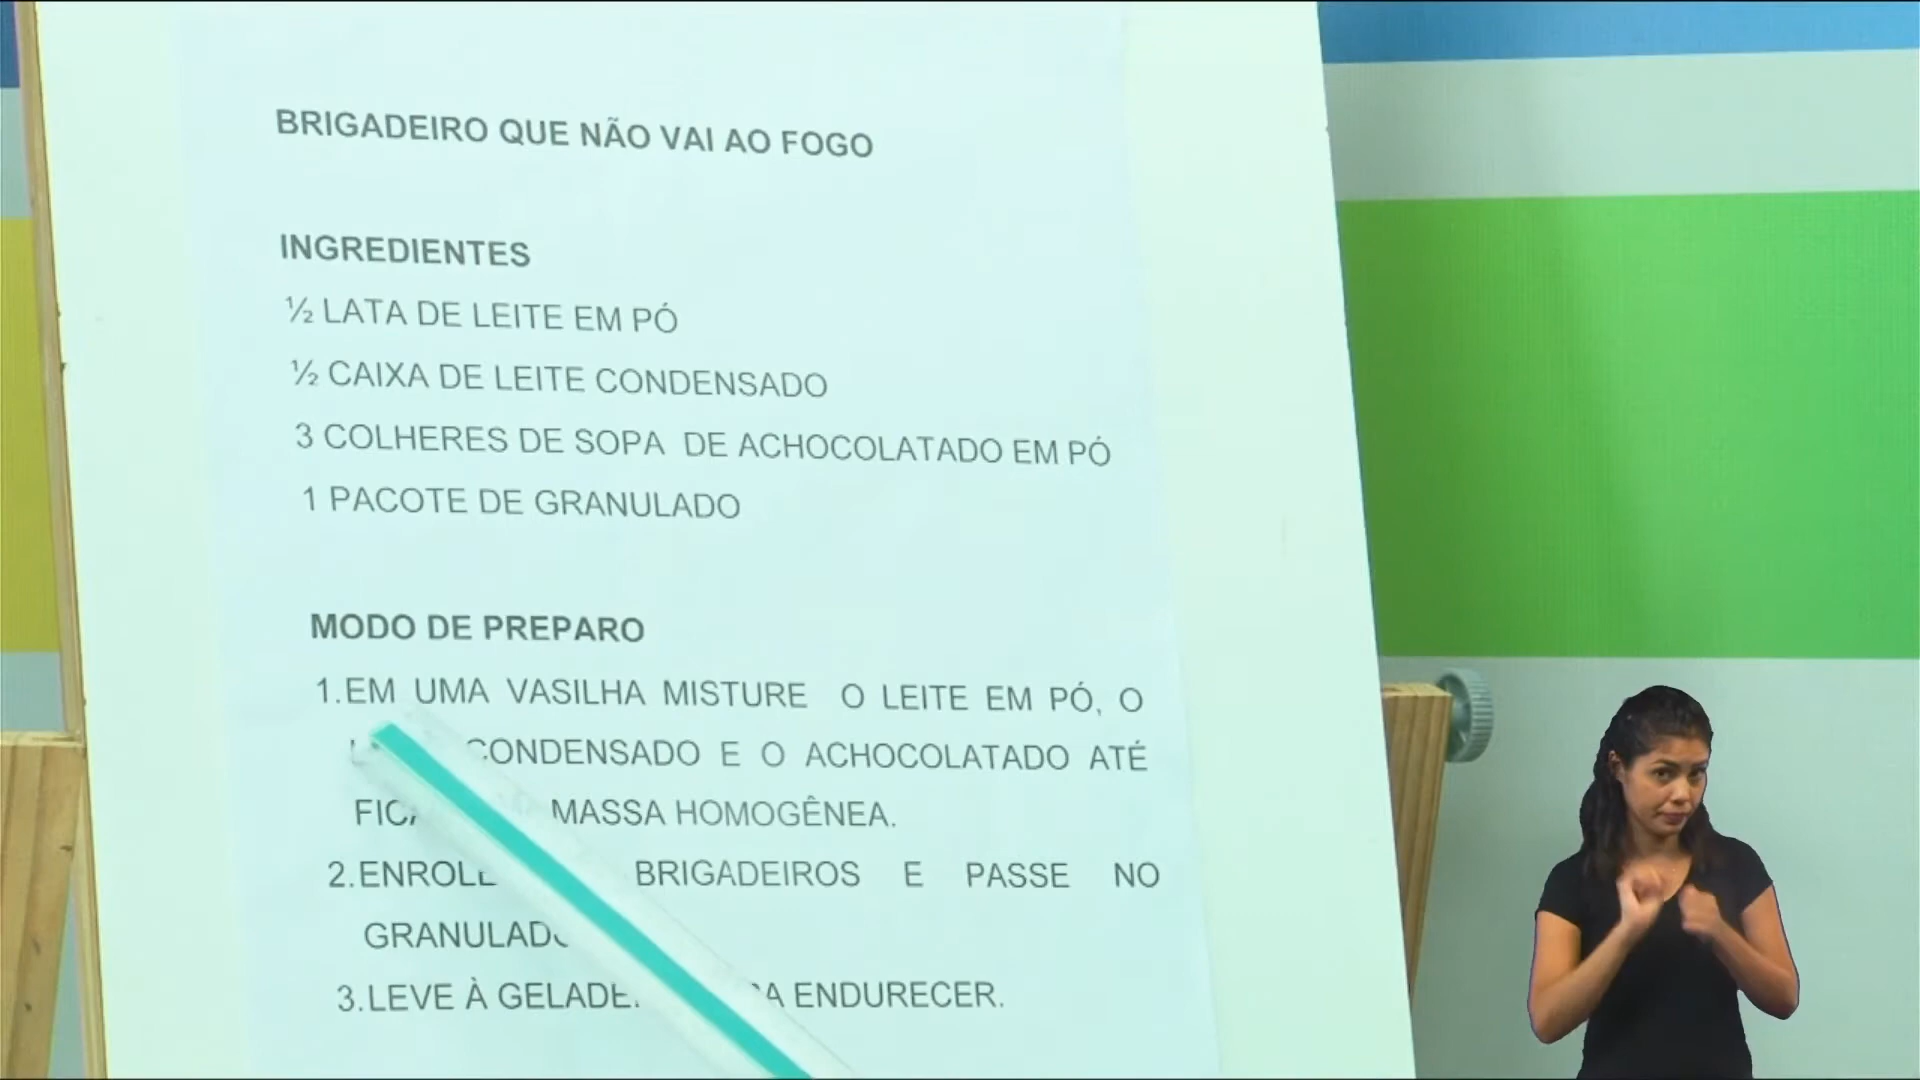 BRIGADEIRO QUE NÃO VAI AO FOGO
INGREDIENTES
½ LATA DE LEITE EM PÓ
½ CAIXA DE LEITE CONDENSADO
3 COLHERES DE SOPA DE ACHOCOLATADO EM PÓ
1 PACOTE DE GRANULADO
MODO DE PREPARO
1.EM UMA VASILHA MISTURE O LEITE EM PÓ, O
CONDENSADO E O ACHOCOLATADO ATÉ
MASSA HOMOGÊNEA.
2.ENROLE BRIGADEIROS E PASSE NO
GRANULADO
3.LEVE À ENDURECER.